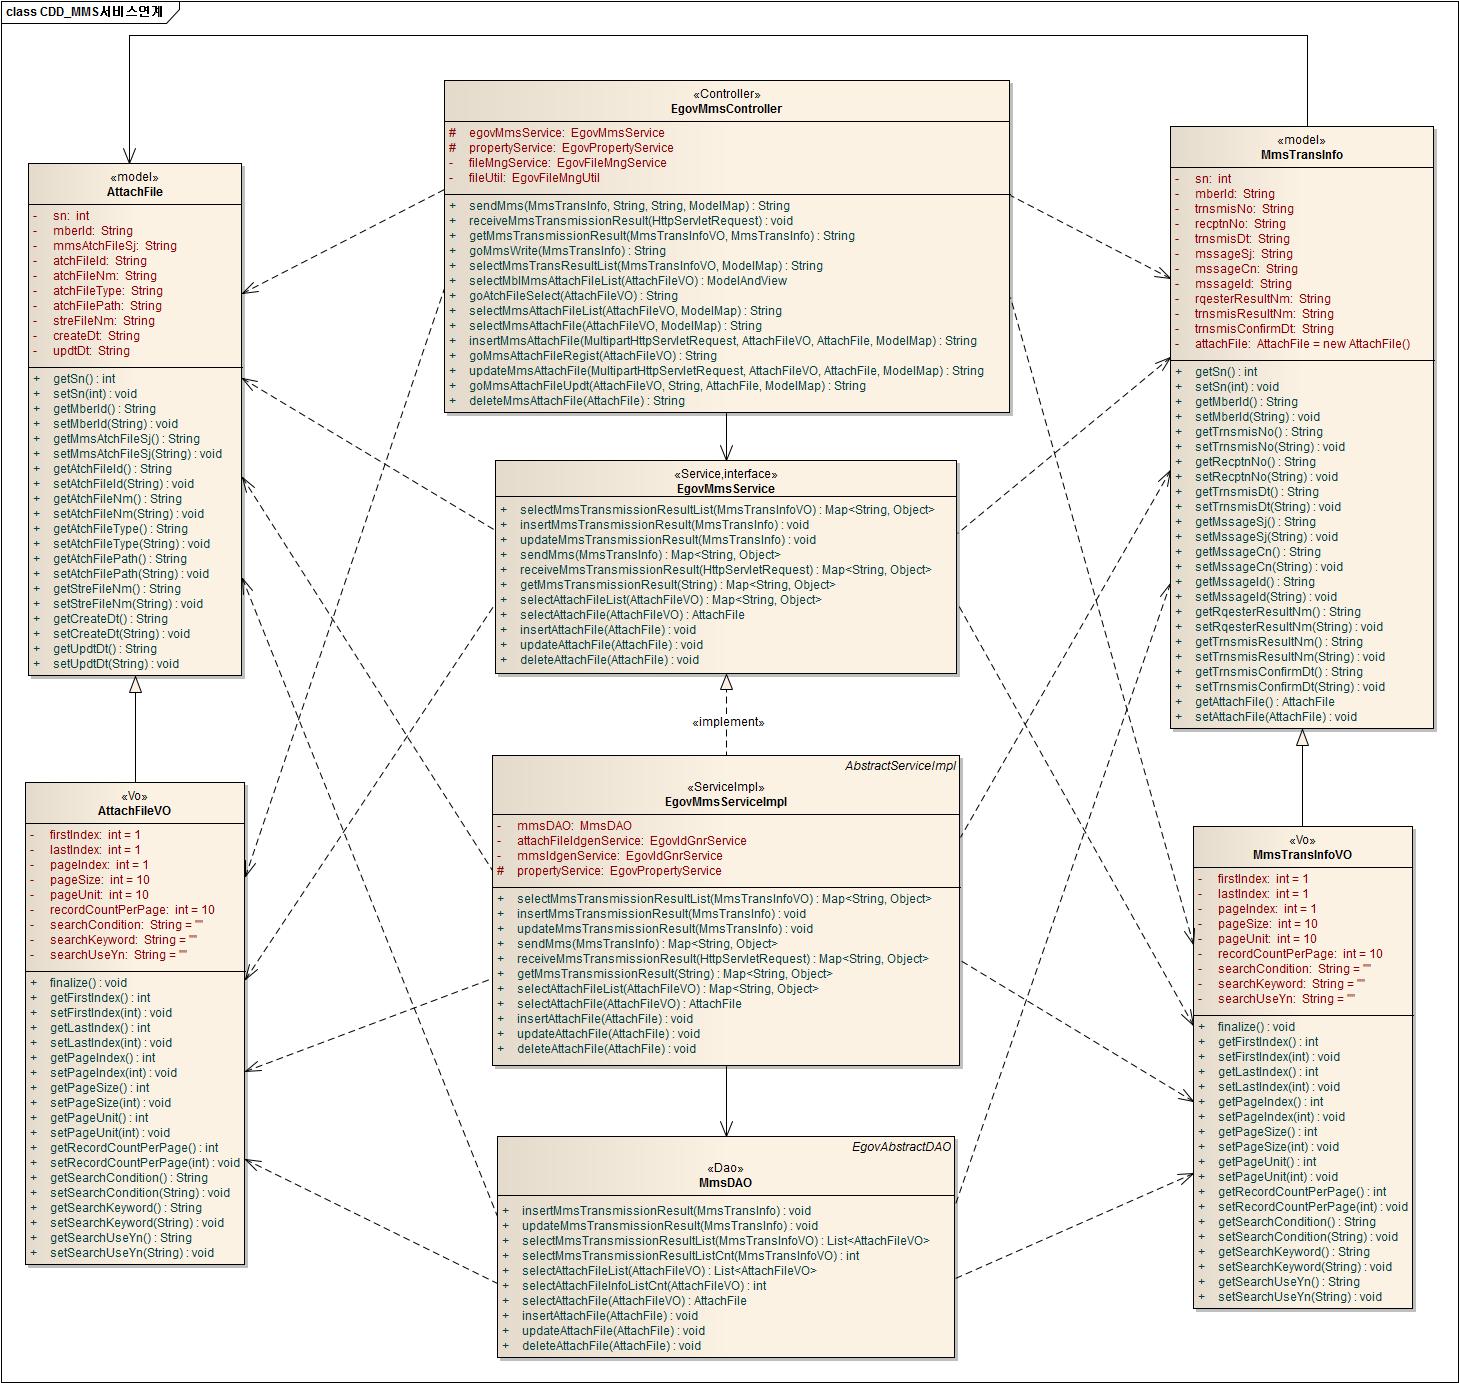 class CDD_MMS서비스연계
«Controller»
EgovMmsController
# egovMmsService: EgovMmsService
# propertyService: EgovPropertyService
- fileMngService: EgovFileMngService
- fileUtil: EgovFileMngUtil
+ sendMms(MmsTransInfo, String, String, ModelMap) : String
+ receiveMmsTransmissionResult(HttpServletRequest) : void
+ getMmsTransmissionResult(MmsTransInfoVO, MmsTransInfo) : String
+ goMmsWrite(MmsTransInfo) : String
+ selectMmsTransResultList(MmsTransInfoVO, ModelMap) : String
+ selectMblMmsAttachFileList(AttachFileVO) : ModelAndView
+ goAtchFileSelect(AttachFileVO) : String
+ selectMmsAttachFileList(AttachFileVO, ModelMap) : String
+ selectMmsAttachFile(AttachFileVO, ModelMap) : String
+ insertMmsAttachFile(MultipartHttpServletRequest, AttachFileVO, AttachFile, ModelMap) : String
+ goMmsAttachFileRegist(AttachFileVO) : String
+ updateMmsAttachFile(MultipartHttpServletRequest, AttachFileVO, AttachFile, ModelMap) : String
+ goMmsAttachFileUpdt(AttachFileVO, String, AttachFile, ModelMap) : String
+ deleteMmsAttachFile(AttachFile) : String
«model»
AttachFile
- sn: int
- mberId: String
- mmsAtchFileSj: String
- atchFileId: String
- atchFileNm: String
- atchFileType: String
- atchFilePath: String
- streFileNm: String
- createDt: String
- updtDt: String
+ getSn() : int
+ setSn(int) : void
+ getMberId() : String
+ setMberId(String) : void
+ getMmsAtchFileSj() : String
+ setMmsAtchFileSj(String) : void
+ getAtchFileId() : String
+ setAtchFileId(String) : void
+ getAtchFileNm() : String
+ setAtchFileNm(String) : void
+ getAtchFileType() : String
+ setAtchFileType(String) : void
+ getAtchFilePath() : String
+ setAtchFilePath(String) : void
+ getStreFileNm() : String
+ setStreFileNm(String) : void
+ getCreateDt() : String
+ setCreateDt(String) : void
+ getUpdtDt() : String
+ setUpdtDt(String) : void
«model»
MmsTransInfo
- sn: int
- mberId: String
- trnsmisNo: String
- recptnNo: String
- trnsmisDt: String
- mssageSj: String
- mssageCn: String
- mssageId: String
- rqesterResultNm: String
- trnsmisResultNm: String
- trnsmisConfirmDt: String
- attachFile: AttachFile = new AttachFile()
+ getSn() : int
+ setSn(int) : void
+ getMberId() : String
+ setMberId(String) : void
+ getTrnsmisNo() : String
+ setTrnsmisNo(String) : void
+ getRecptnNo() : String
+ setRecptnNo(String) : void
+ getTrnsmisDt() : String
+ setTrnsmisDt(String) : void
+ getMssageSj() : String
+ setMssageSj(String) : void
+ getMssageCn() : String
+ setMssageCn(String) : void
+ getMssageId() : String
+ setMssageId(String) : void
+ getRqesterResultNm() : String
+ setRqesterResultNm(String) : void
+ getTrnsmisResultNm() : String
+ setTrnsmisResultNm(String) : void
+ getTrnsmisConfirmDt() : String
+ setTrnsmisConfirmDt(String) : void
+ getAttachFile() : AttachFile
+ setAttachFile(AttachFile) : void
«Service,interface»
EgovMmsService
+ selectMmsTransmissionResultList(MmsTransInfoVO) : Map<String, Object>
+ insertMmsTransmissionResult(MmsTransInfo) : void
+ updateMmsTransmissionResult(MmsTransInfo) : void
+ sendMms(MmsTransInfo) : Map<String, Object>
+ receiveMmsTransmissionResult(HttpServletRequest) : Map<String, Object>
+ getMmsTransmissionResult(String) : Map<String, Object>
+ selectAttachFileList(AttachFileVO) : Map<String, Object>
+ selectAttachFile(AttachFileVO) : AttachFile
+ insertAttachFile(AttachFile) : void
+ updateAttachFile(AttachFile) : void
+ deleteAttachFile(AttachFile) : void
«implement»
AbstractServiceImpl
«ServiceImpl»
EgovMmsServiceImpl
- mmsDAO: MmsDAO
- attachFileIdgenService: EgovIdGnrService
- mmsIdgenService: EgovIdGnrService
# propertyService: EgovPropertyService
+ selectMmsTransmissionResultList(MmsTransInfoVO) : Map<String, Object>
+ insertMmsTransmissionResult(MmsTransInfo) : void
+ updateMmsTransmissionResult(MmsTransInfo) : void
+ sendMms(MmsTransInfo) : Map<String, Object>
+ receiveMmsTransmissionResult(HttpServletRequest) : Map<String, Object>
+ getMmsTransmissionResult(String) : Map<String, Object>
+ selectAttachFileList(AttachFileVO) : Map<String, Object>
+ selectAttachFile(AttachFileVO) : AttachFile
+ insertAttachFile(AttachFile) : void
+ updateAttachFile(AttachFile) : void
+ deleteAttachFile(AttachFile) : void
«Vo»
AttachFileVO
- firstIndex: int = 1
- lastIndex: int = 1
- pageIndex: int = 1
- pageSize: int = 10
- pageUnit: int = 10
- recordCountPerPage: int = 10
- searchCondition: String = ""
- searchKeyword: String = ""
- searchUseYn: String = ""
+ finalize() : void
+ getFirstIndex() : int
+ setFirstIndex(int) : void
+ getLastIndex() : int
+ setLastIndex(int) : void
+ getPageIndex() : int
+ setPageIndex(int) : void
+ getPageSize() : int
+ setPageSize(int) : void
+ getPageUnit() : int
+ setPageUnit(int) : void
+ getRecordCountPerPage() : int
+ setRecordCountPerPage(int) : void
+ getSearchCondition() : String
+ setSearchCondition(String) : void
+ getSearchKeyword() : String
+ setSearchKeyword(String) : void
+ getSearchUseYn() : String
+ setSearchUseYn(String) : void
«Vo»
MmsTransInfoVO
- firstIndex: int = 1
- lastIndex: int = 1
- pageIndex: int = 1
- pageSize: int = 10
- pageUnit: int = 10
- recordCountPerPage: int = 10
- searchCondition: String = ""
- searchKeyword: String = ""
- searchUseYn: String = ""
+ finalize() : void
+ getFirstIndex() : int
+ setFirstIndex(int) : void
+ getLastIndex() : int
+ setLastIndex(int) : void
+ getPageIndex() : int
+ setPageIndex(int) : void
+ getPageSize() : int
+ setPageSize(int) : void
+ getPageUnit() : int
+ setPageUnit(int) : void
+ getRecordCountPerPage() : int
+ setRecordCountPerPage(int) : void
+ getSearchCondition() : String
+ setSearchCondition(String) : void
+ getSearchKeyword() : String
+ setSearchKeyword(String) : void
+ getSearchUseYn() : String
+ setSearchUseYn(String) : void
EgovAbstractDAO
«Dao»
MmsDAO
+ insertMmsTransmissionResult(MmsTransInfo) : void
+ updateMmsTransmissionResult(MmsTransInfo) : void
+ selectMmsTransmissionResultList(MmsTransInfoVO) : List<AttachFileVO>
+ selectMmsTransmissionResultListCnt(MmsTransInfoVO) : int
+ selectAttachFileList(AttachFileVO) : List<AttachFileVO>
+ selectAttachFileInfoListCnt(AttachFileVO) : int
+ selectAttachFile(AttachFileVO) : AttachFile
+ insertAttachFile(AttachFile) : void
+ updateAttachFile(AttachFile) : void
+ deleteAttachFile(AttachFile) : void